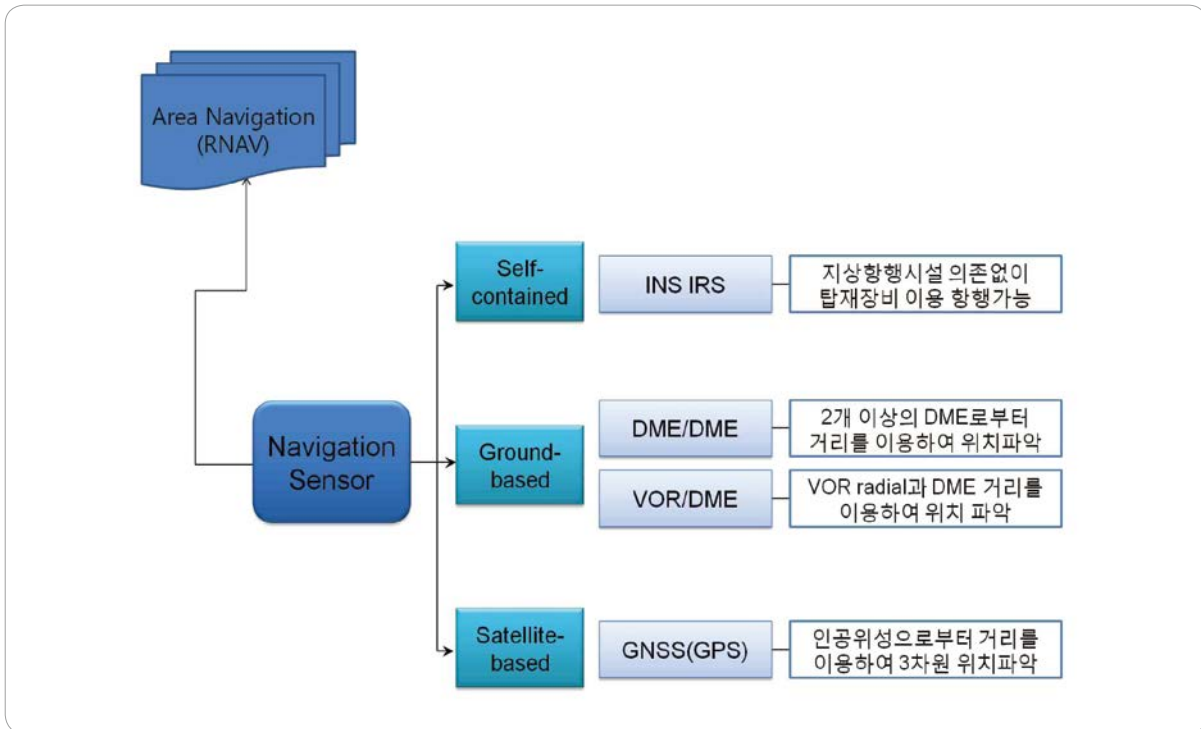 Area Navigation
(RNAV)
Self-
contained
INS IRS
지상항행시설 의존없이
탑재장비 이용 항행가능
Navigation
Sensor
Ground-
based
DME/DME
2개 이상의 DME로부터
거리를 이용하여 위치파악
VOR/DME
VOR radial과 DME 거리를
이용하여 위치 파악
Satellite-
based
GNSS(GPS)
인공위성으로부터 거리를
이용하여 3차원 위치파악